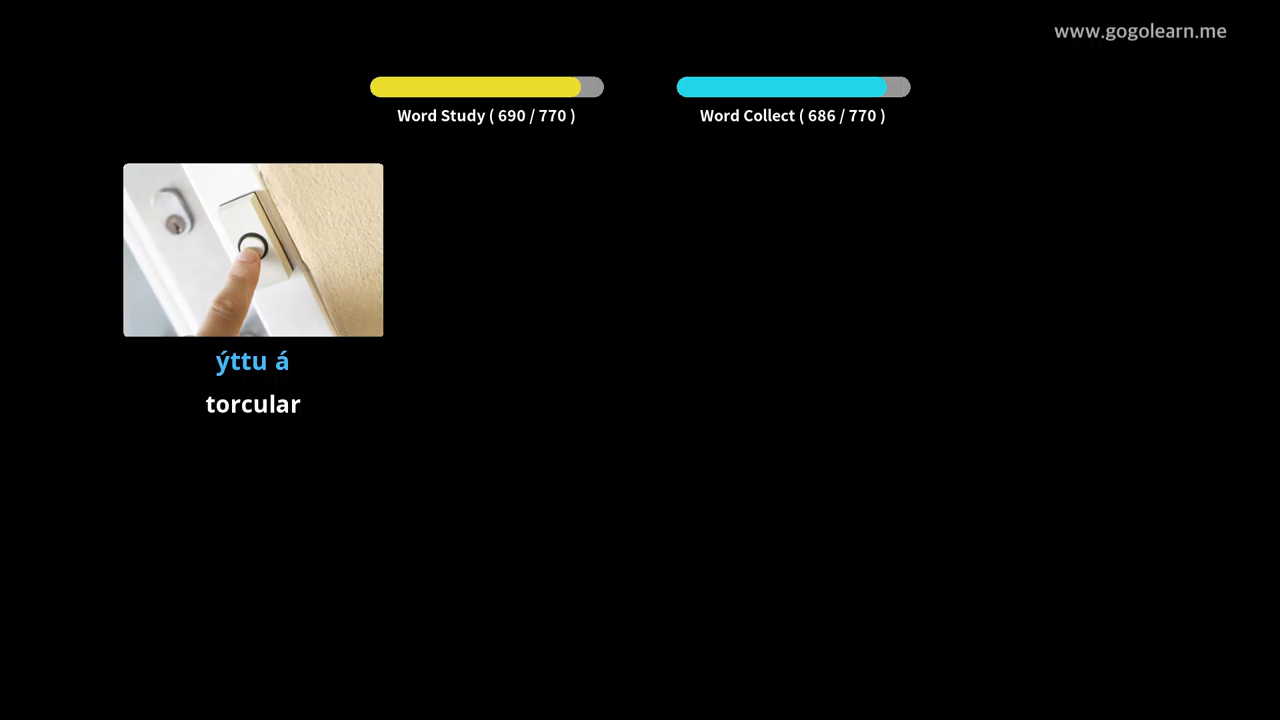 www.gogolearn.me
Word Study ( 690 / 770 )
Word Collect ( 686 / 770 )
ýttu á
torcular